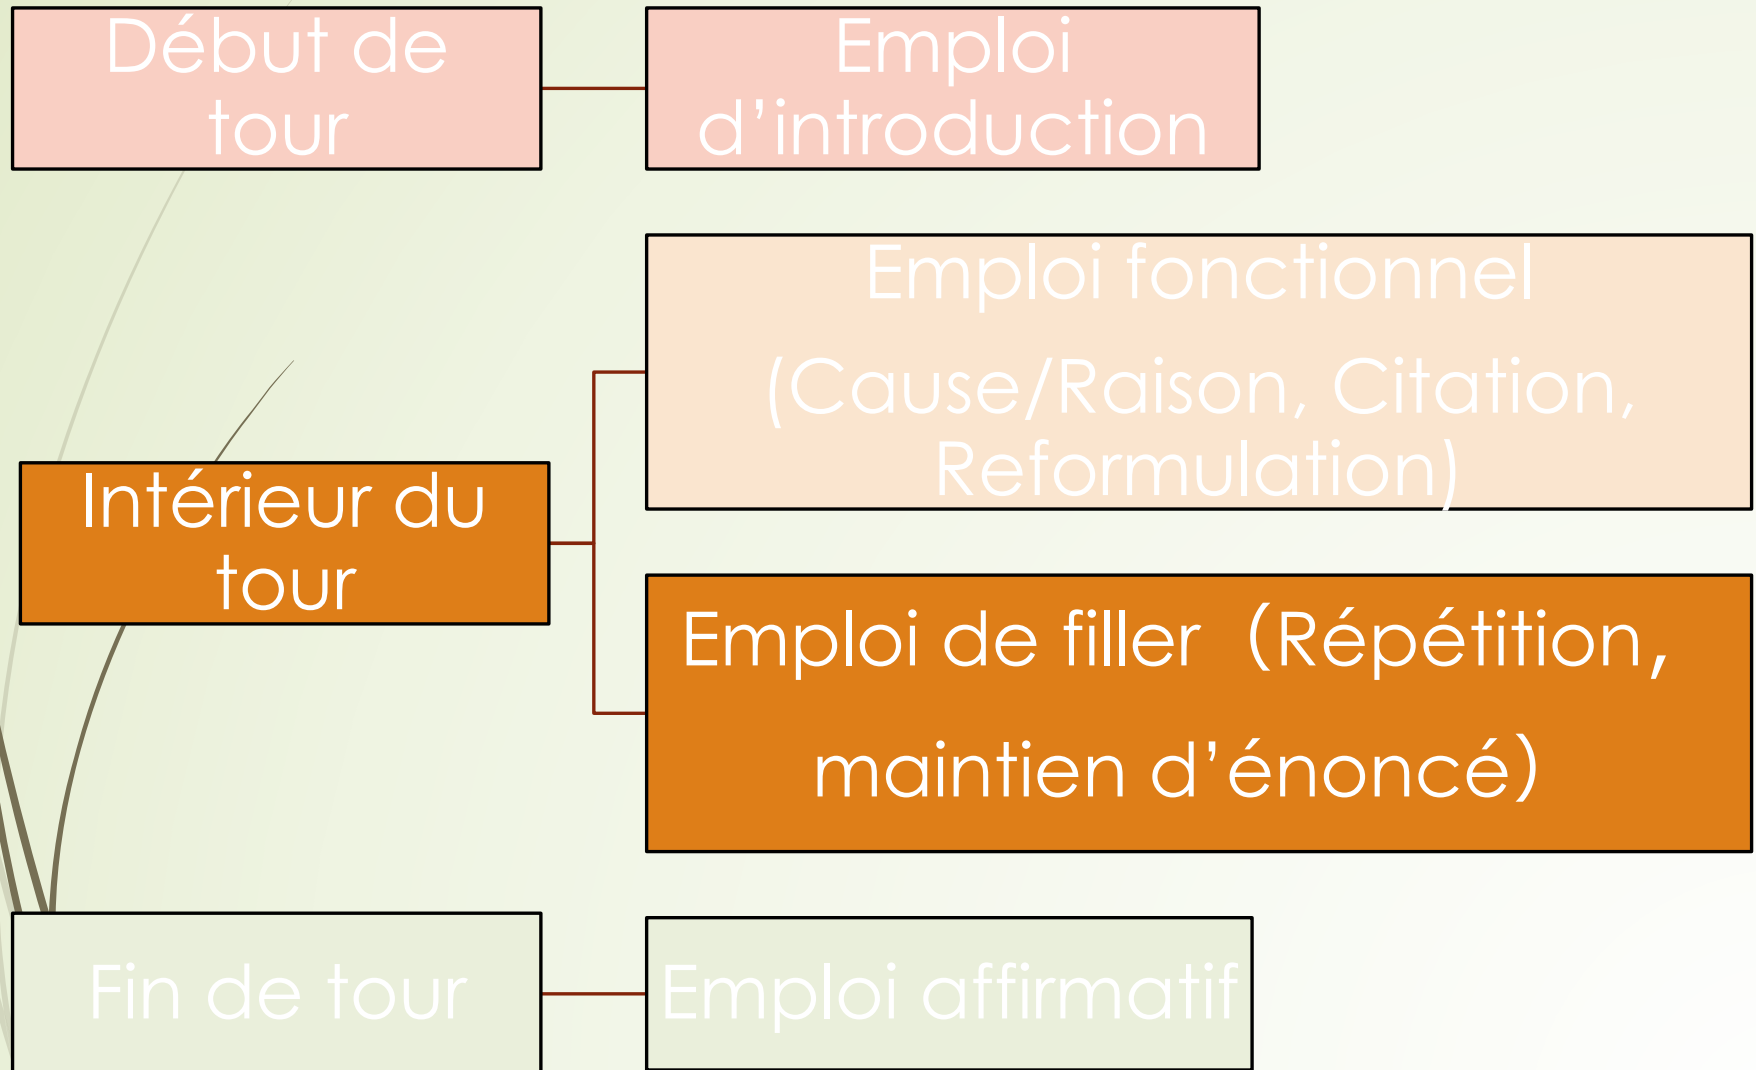 Début de
tour
Emploi
d’introduction
Emploi fonctionnel
(Cause/Raison, Citation,
Reformulation)
Intérieur du
tour
Emploi de filler（Répétition,
maintien d’énoncé）
Fin de tour
Emploi affirmatif